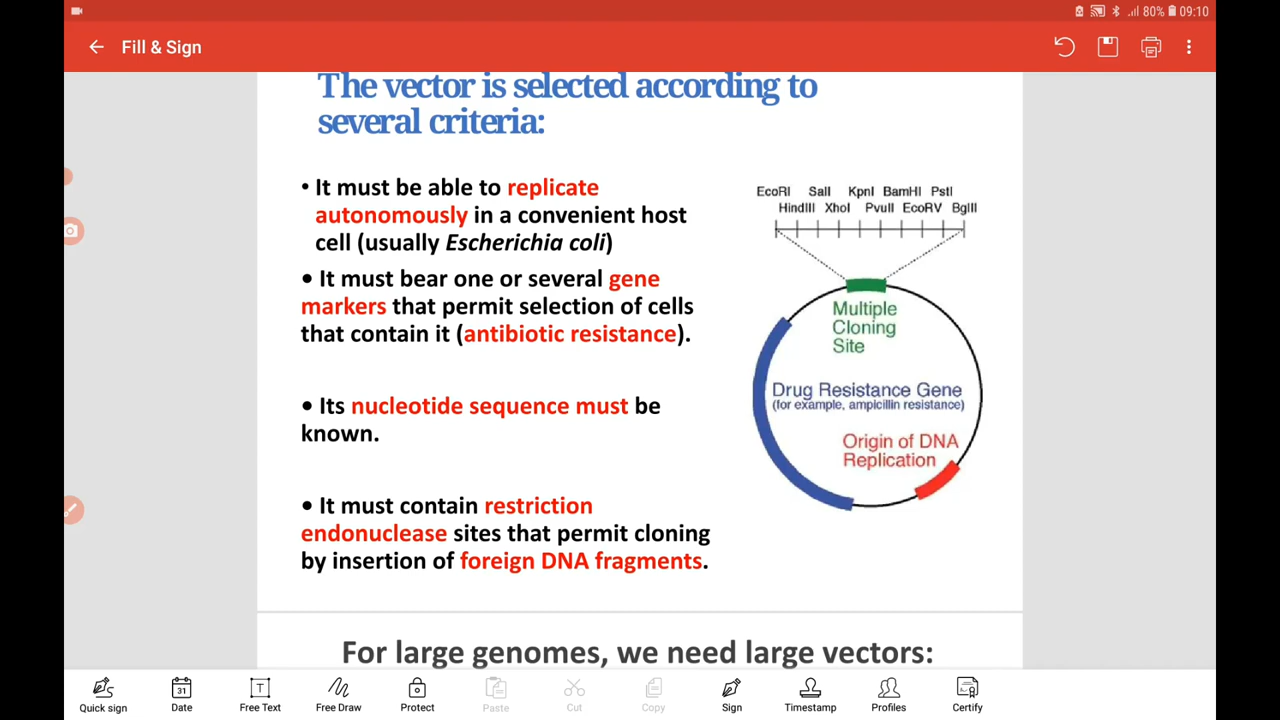 80% 09:10
Fill & Sign
The vector is selected according to
several criteria:
• It must be able to replicate
autonomously in a convenient host
cell (usually Escherichia coli)
• It must bear one or several gene
markers that permit selection of cells
that contain it (antibiotic resistance).
• Its nucleotide sequence must be
known.
• It must contain restriction
endonuclease sites that permit cloning
by insertion of foreign DNA fragments.
EcoRI SalI KpnI BamHI PstI
HindIII XhoI PvuII EcoRV BglII
Multiple
Cloning
Site
Drug Resistance Gene
(for example, ampicillin resistance)
Origin of DNA
Replication
For large genomes, we need large vectors:
31
T
Quick sign Date Free Text Free Draw Protect Paste Cut Copy Sign Timestamp Profiles Certify